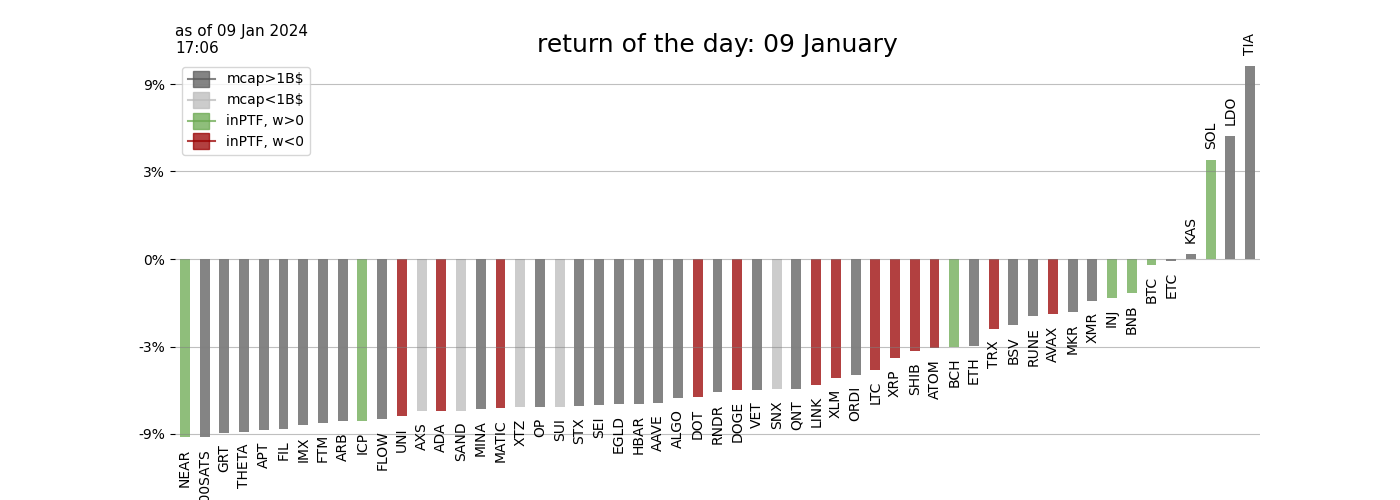 as of 09 Jan 2024
17:06
return of the day: 09 January
mcap>1B$
mcap<1B$
inPTF, w>0
inPTF, w<0
9%
3%
0%
-3%
-9%
NEAR
GRT
THETA
APT
FIL
IMX
FTM
ARB
ICP
FLOW
UNI
AXS
ADA
SAND
MINA
MATIC
XTZ
OP
SUI
STX
SEI
EGLD
HBAR
AAVE
ALGO
DOT
RNDR
DOGE
VET
SNX
QNT
LINK
XLM
ORDI
LTC
XRP
SHIB
ATOM
BCH
ETH
TRX
BSV
RUNE
AVAX
MKR
XMR
INJ
BNB
BTC
ETC
KAS
SOL
LDO
TIA